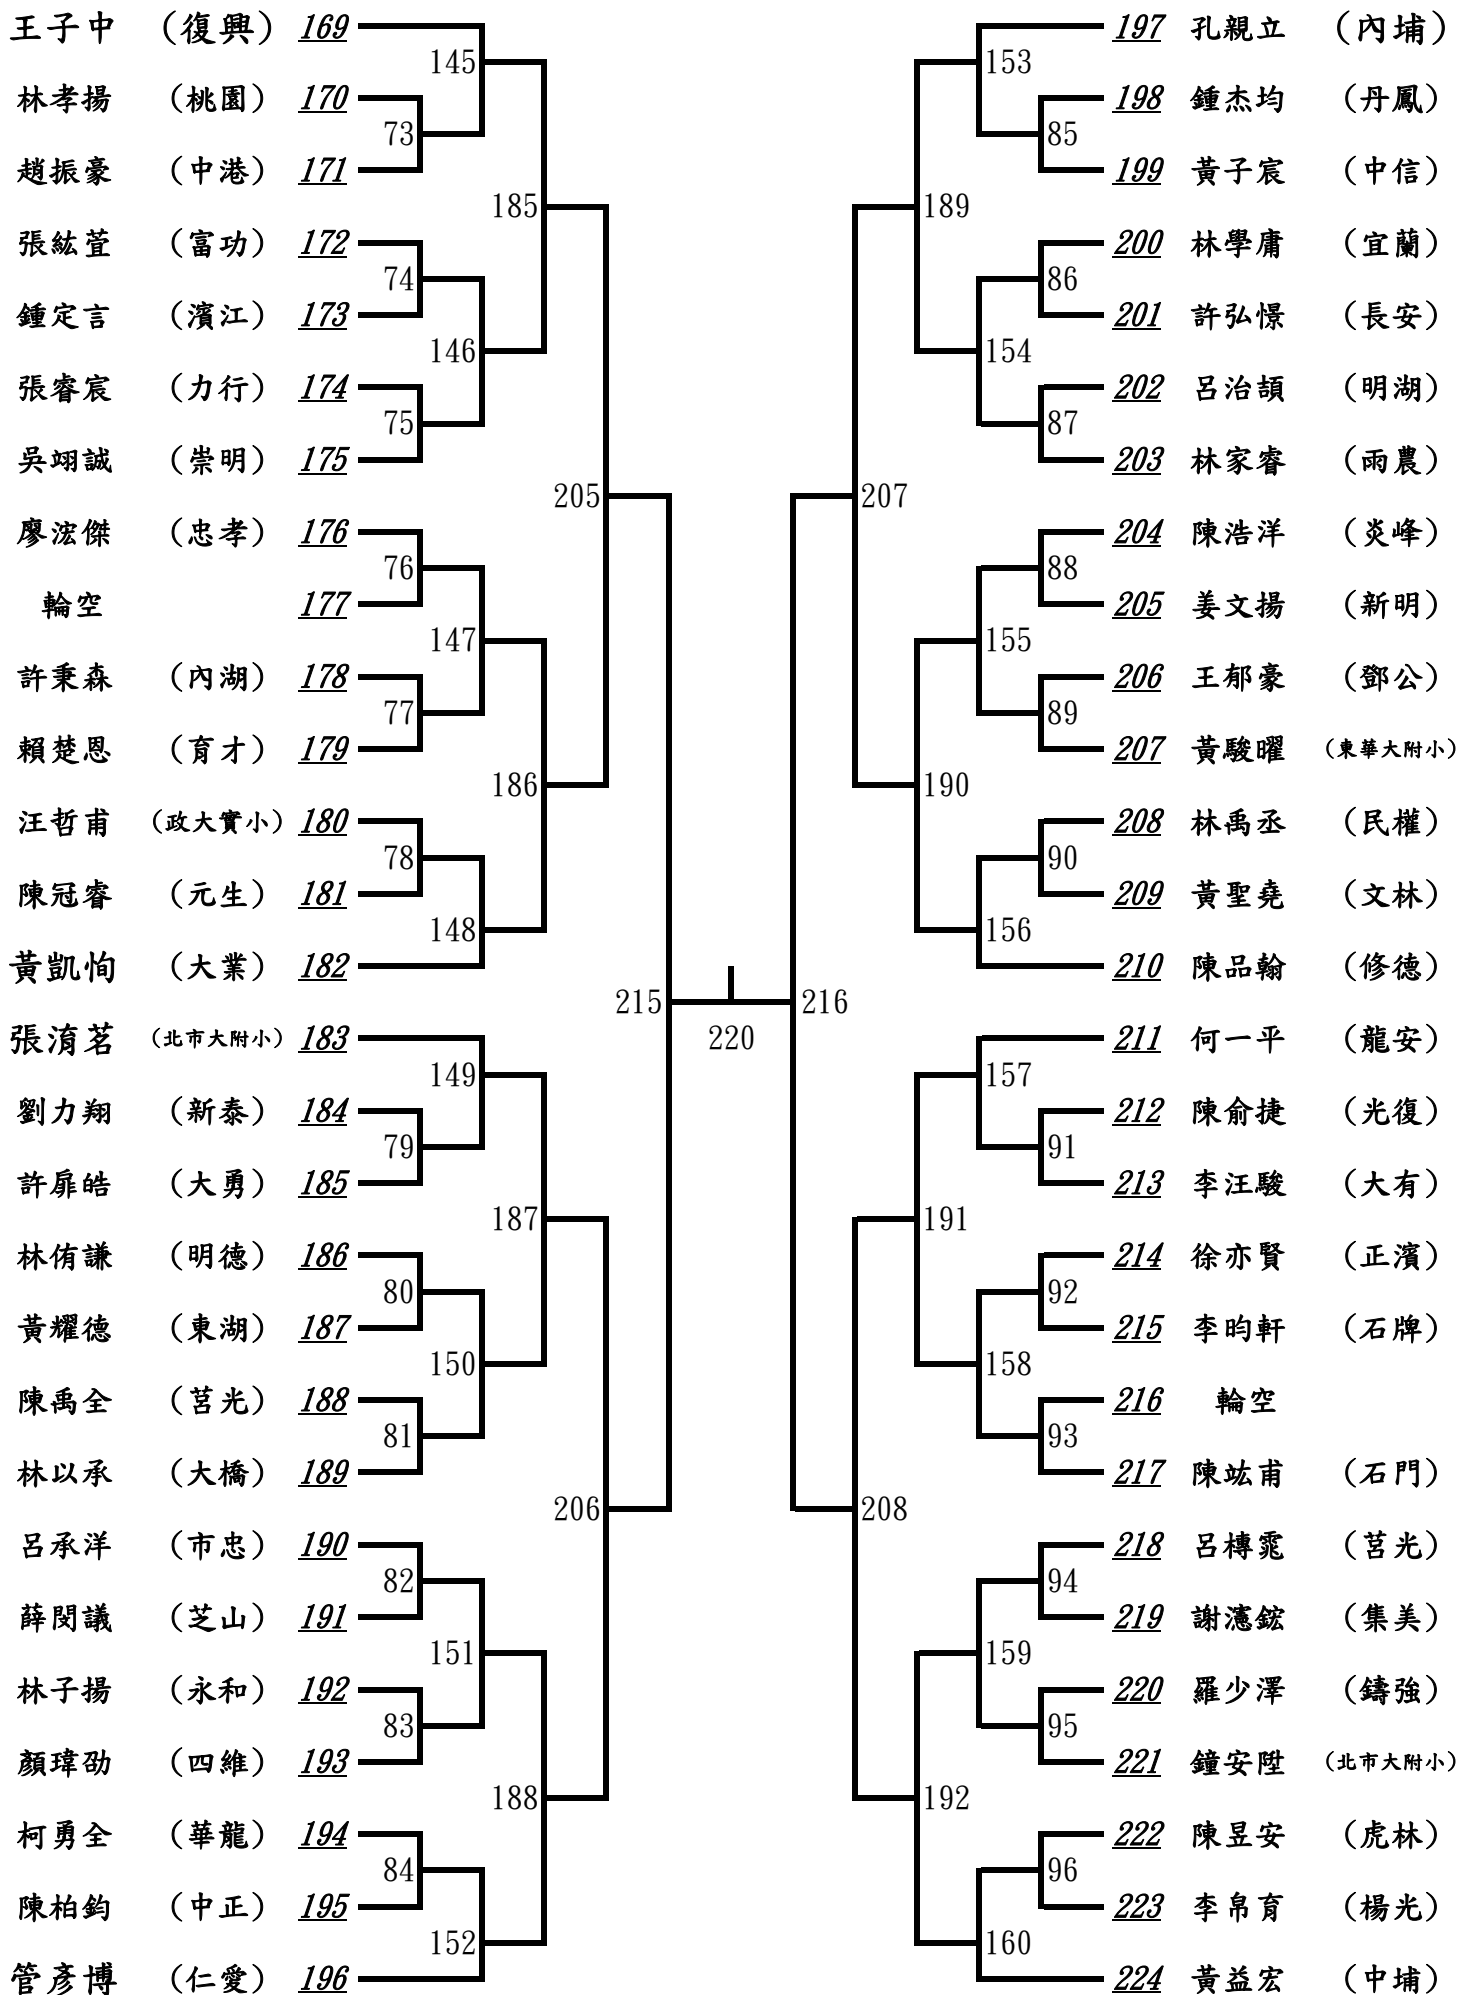 王子中 (復興) 169
145
林孝揚 (桃園) 170
73
趙振豪 (中港) 171
185
張紘萱 (富功) 172
74
鍾定言 (濱江) 173
146
張睿宸 (力行) 174
75
吳翊誠 (崇明) 175
205
廖浤傑 (忠孝) 176
76
輪空 177
147
許秉森 (內湖) 178
77
賴楚恩 (育才) 179
186
汪哲甫 (政大實小) 180
78
陳冠睿 (元生) 181
148
黃凱恂 (大業) 182
215
張淯茗 (北市大附小) 183
149
劉力翔 (新泰) 184
79
許扉皓 (大勇) 185
187
林侑謙 (明德) 186
80
黃耀德 (東湖) 187
150
陳禹全 (莒光) 188
81
林以承 (大橋) 189
206
呂承洋 (市忠) 190
82
薛閔議 (芝山) 191
151
林子揚 (永和) 192
83
顏瑋劭 (四維) 193
188
柯勇全 (華龍) 194
84
陳柏鈞 (中正) 195
152
管彥博 (仁愛) 196
220
197 孔親立 (內埔)
153
198 鍾杰均 (丹鳳)
85
199 黃子宸 (中信)
189
200 林學庸 (宜蘭)
86
201 許弘憬 (長安)
154
202 呂治頡 (明湖)
87
203 林家睿 (雨農)
207
204 陳浩洋 (炎峰)
88
205 姜文揚 (新明)
155
206 王郁豪 (鄧公)
89
207 黃駿曜 (東華大附小)
190
208 林禹丞 (民權)
90
209 黃聖堯 (文林)
156
210 陳品翰 (修德)
216
211 何一平 (龍安)
157
212 陳俞捷 (光復)
91
213 李汪駿 (大有)
191
214 徐亦賢 (正濱)
92
215 李昀軒 (石牌)
158
216 輪空
93
217 陳竑甫 (石門)
208
218 呂槫霓 (莒光)
94
219 謝瀗鋐 (集美)
159
220 羅少澤 (鑄強)
95
221 鐘安陞 (北市大附小)
192
222 陳昱安 (虎林)
96
223 李帛育 (楊光)
160
224 黃益宏 (中埔)